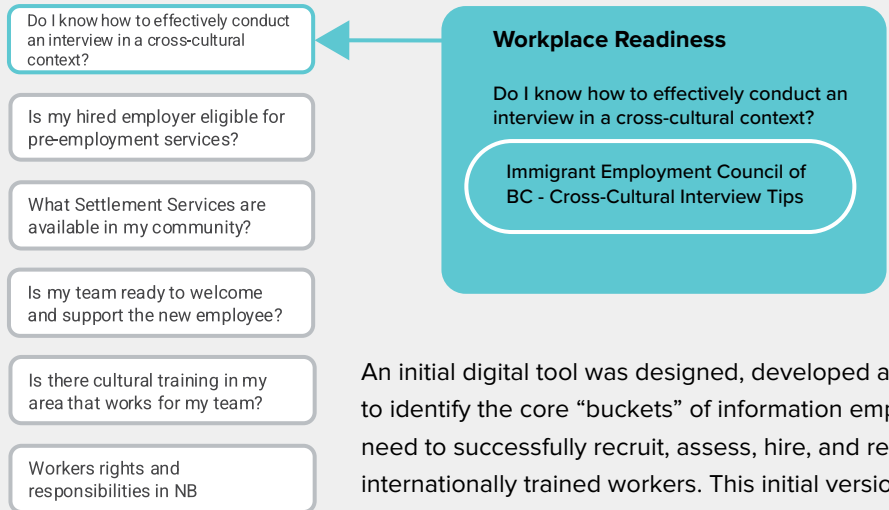 Do I know how to effectively conduct
an interview in a cross-cultural
context?
Is my hired employer eligible for
pre-employment services?
What Settlement Services are
available in my community?
Is my team ready to welcome
and support the new employee?
Is there cultural training in my
area that works for my team?
Workers rights and
responsibilities in NB
Workplace Readiness
Do I know how to effectively conduct an
interview in a cross-cultural context?
Immigrant Employment Council of
BC - Cross-Cultural Interview Tips
An initial digital tool was designed, developed
to identify the core “buckets” of information
need to successfully recruit, assess, hire, and
internationally trained workers. This initial